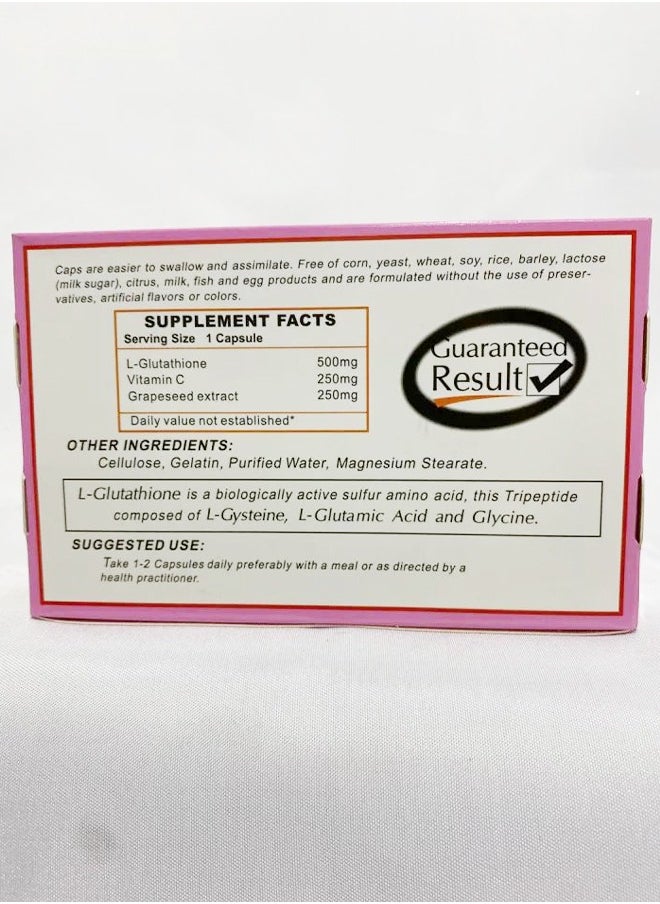 Caps are easier to swallow and assimilate. Free of corn, yeast, wheat, soy, rice, barley, lactose
(milk sugar), citrus, milk, fish and egg products and are formulated without the use of preser-
vatives, artificial flavors or colors.
SUPPLEMENT FACTS
Serving Size 1 Capsule
L-Glutathione 500mg
Vitamin C 250mg
Grapeseed extract 250mg
Daily value not established*
Guaranteed
Result
OTHER INGREDIENTS:
Cellulose, Gelatin, Purified Water, Magnesium Stearate.
L-Glutathione is a biologically active sulfur amino acid, this Tripeptide
composed of L-Gysteine, L-Glutamic Acid and Glycine.
SUGGESTED USE:
Take 1-2 Capsules daily preferably with a meal or as directed by a
health practitioner.